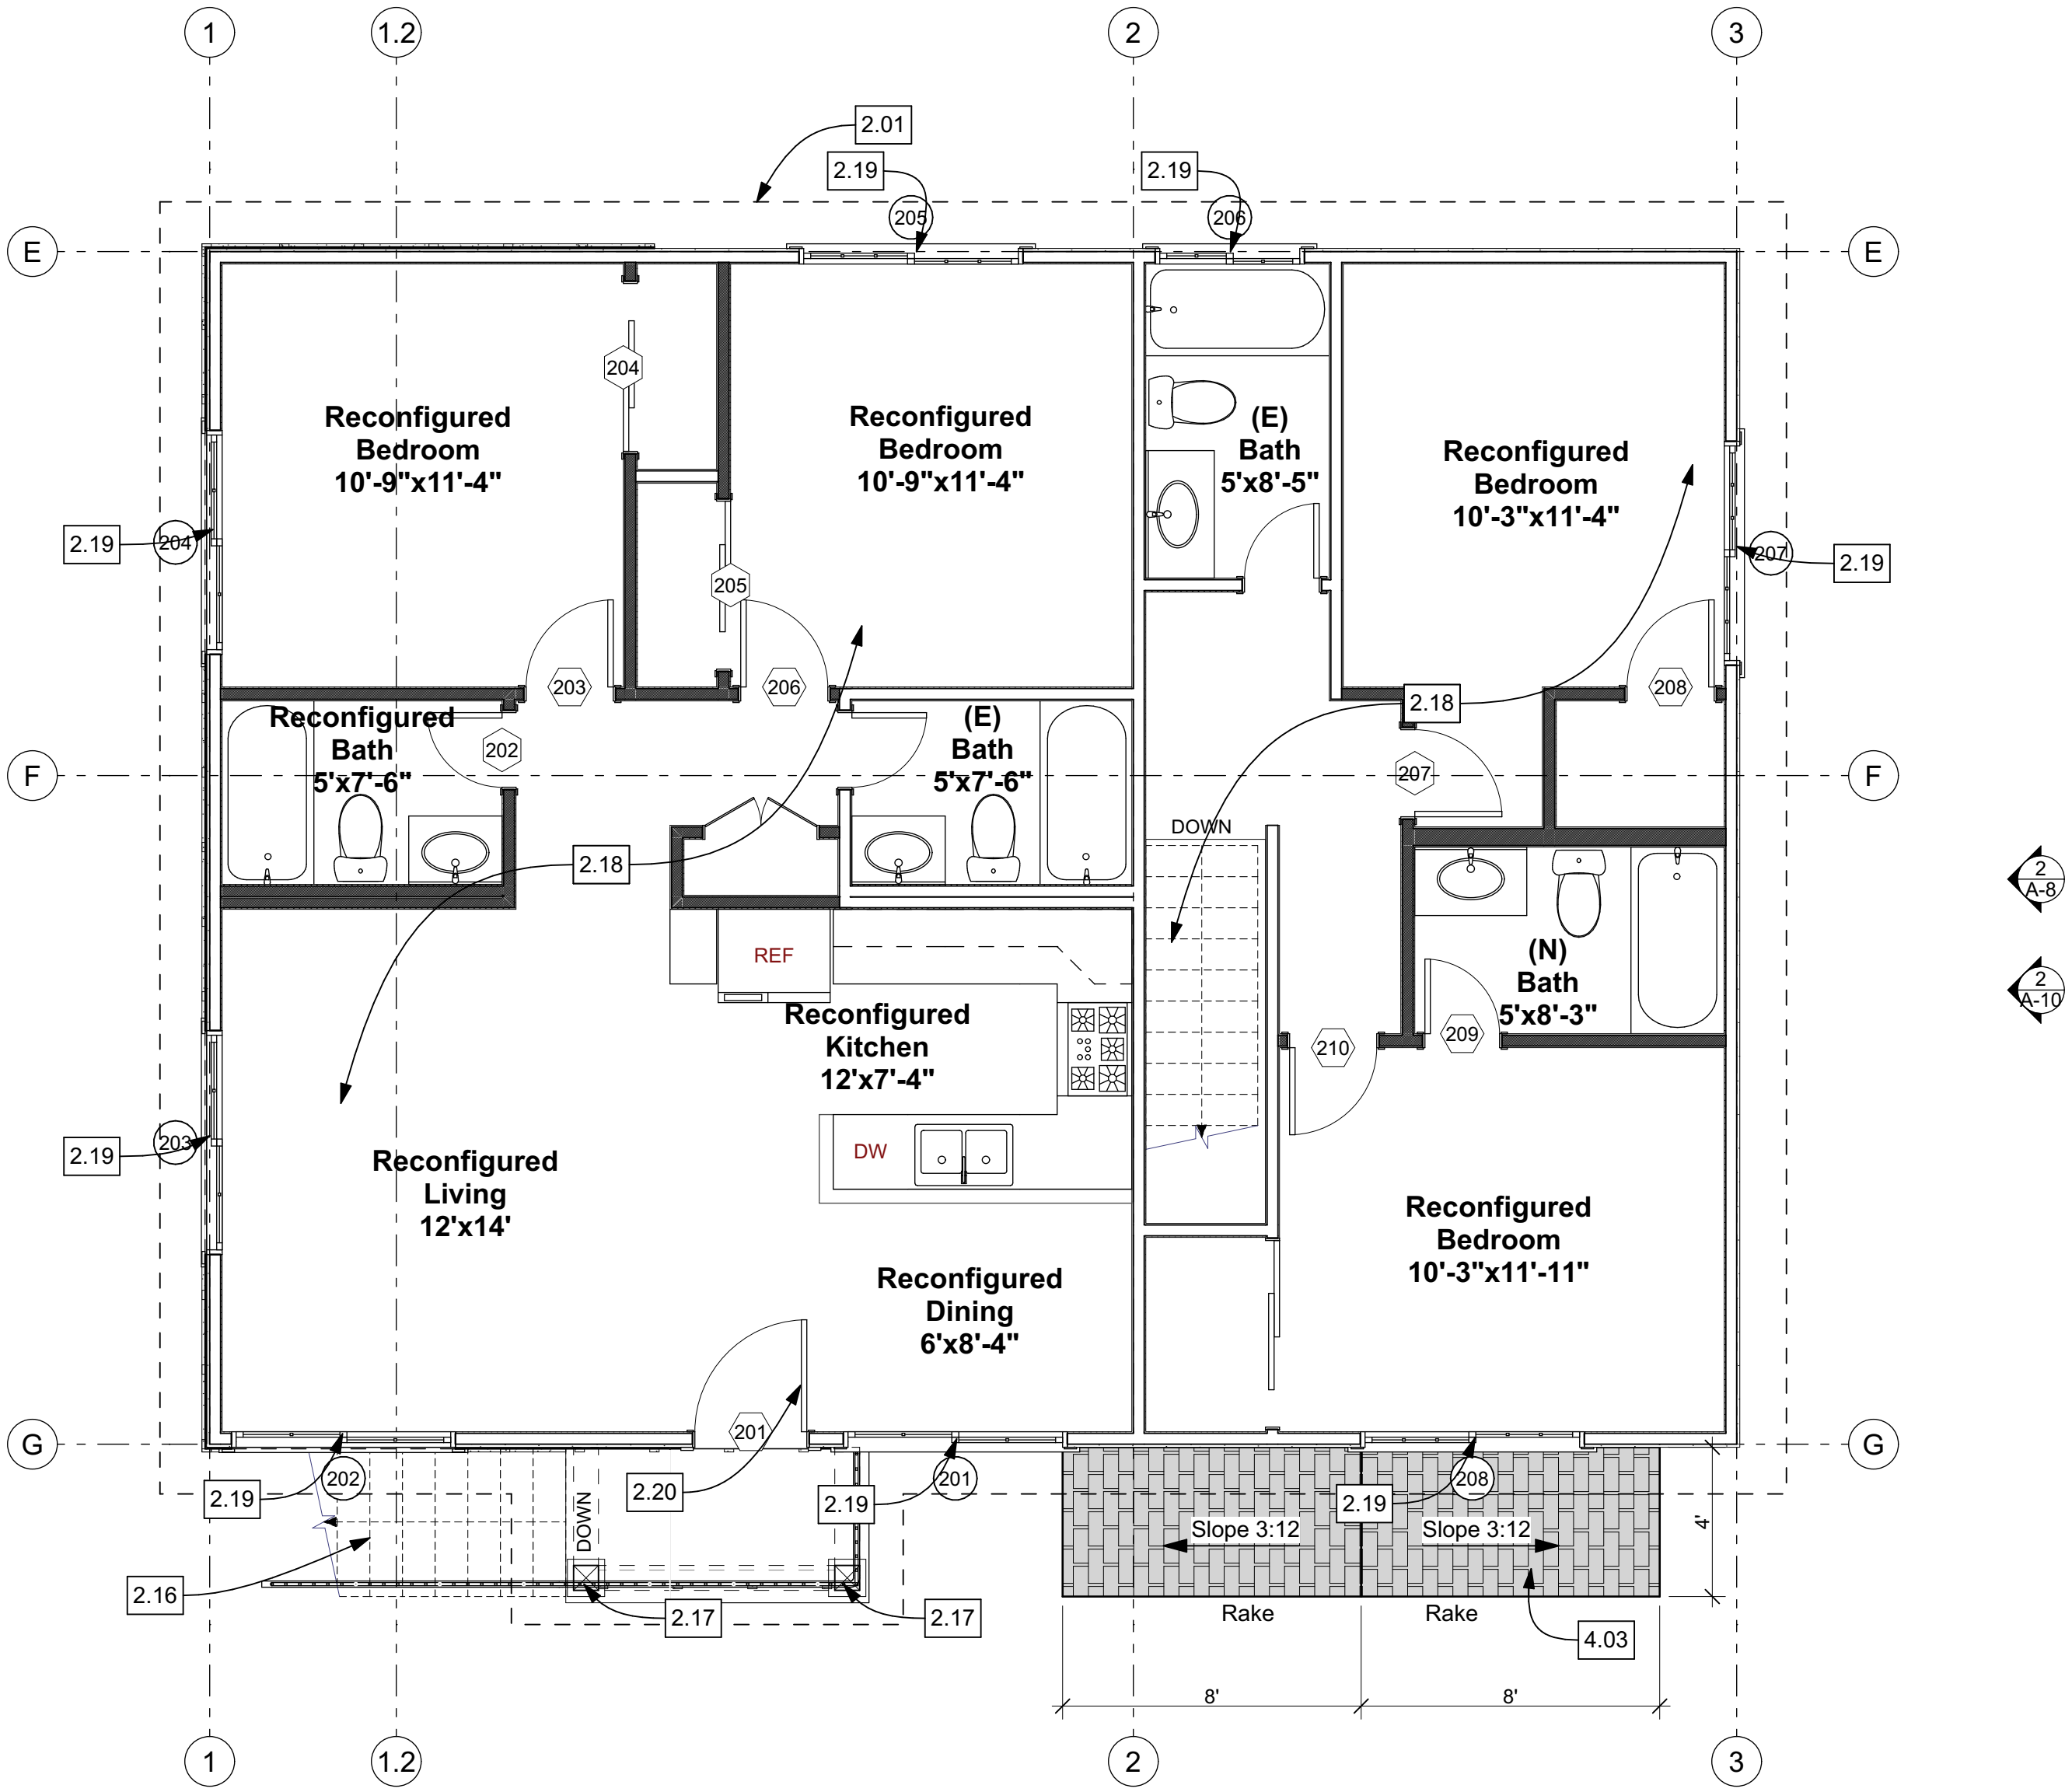 1
1.2
2
3
2.01
2.19
2.19
205
206
E
E
204
Reconfigured
Bedroom
10'-9"x11'-4"
Reconfigured
Bedroom
10'-9"x11'-4"
(E)
Bath
5'x8'-5"
Reconfigured
Bedroom
10'-3"x11'-4"
2.19
204
205
207
2.19
203
206
2.18
208
Reconfigured
Bath
5'x7'-6"
202
(E)
Bath
5'x7'-6"
F
207
F
DOWN
2.18
2
A-8
REF
(N)
Bath
5'x8'-3"
2
A-10
Reconfigured
Kitchen
12'x7'-4"
210
209
2.19
203
DW
Reconfigured
Living
12'x14'
Reconfigured
Bedroom
10'-3"x11'-11"
Reconfigured
Dining
6'x8'-4"
201
G
G
2.19
202
2.20
2.19
201
2.19
208
DOWN
Slope 3:12
Slope 3:12
4'
2.16
2.17
2.17
Rake
Rake
4.03
8'
8'
1
1.2
2
3